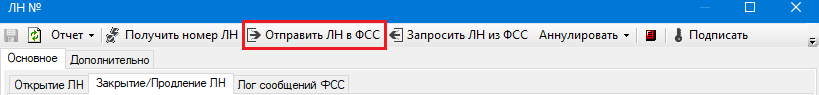 ЛН №
Отчет Получить номер ЛН Отправить ЛН в ФСС Запросить ЛН из ФСС Аннулировать Подписать
Основное Дополнительно
Открытие ЛН Закрытие/Продление ЛН Лог сообщений ФСС